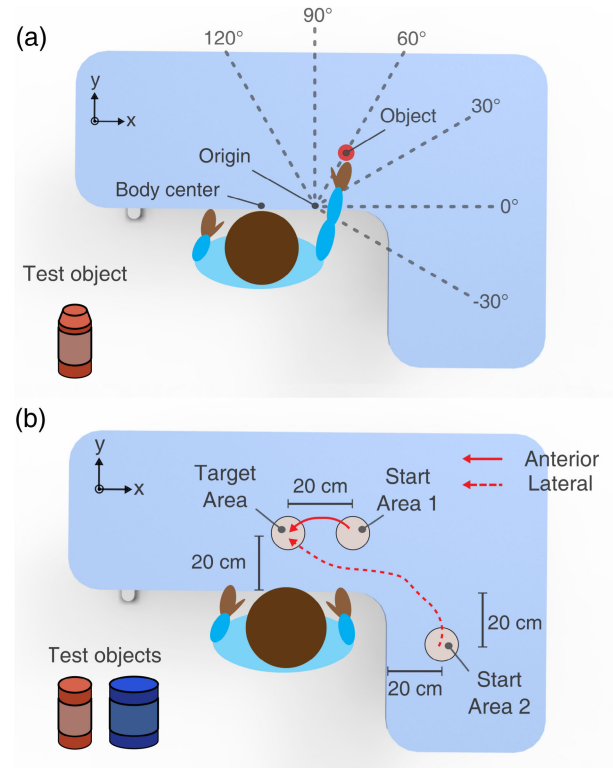 (a)
120°
90°
60°
y
x
30°
Object
Origin
Body center
0°
Test object
-30°
(b)
y
x
Target
Area
20 cm
Start
Area 1
Anterior
Lateral
20 cm
20 cm
Test objects
20 cm
Start
Area 2